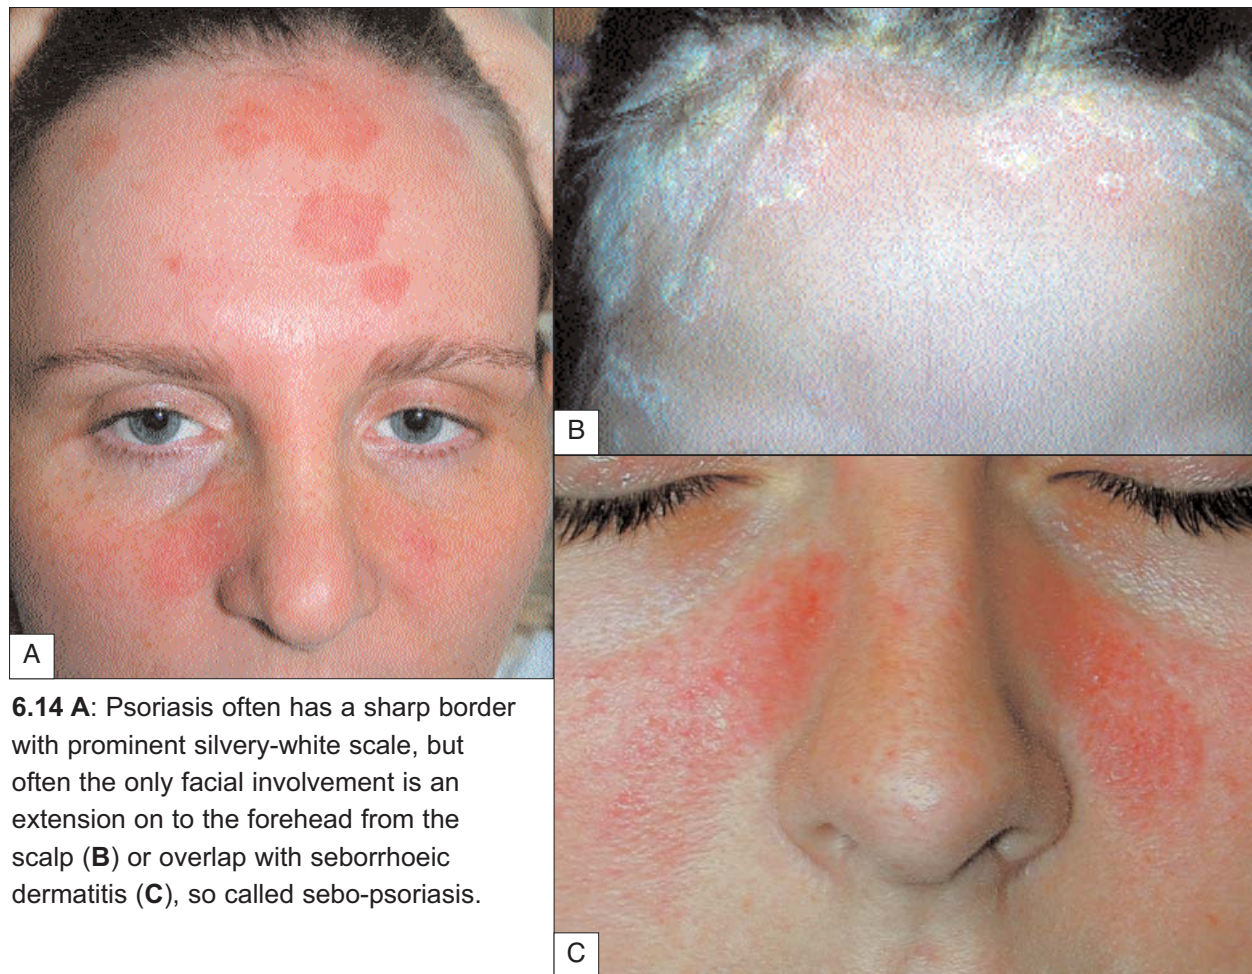 A
B
C
6.14 A: Psoriasis often has a sharp border
with prominent silvery-white scale, but
often the only facial involvement is an
extension on to the forehead from the
scalp (B) or overlap with seborrhoeic
dermatitis (C), so called sebo-psoriasis.